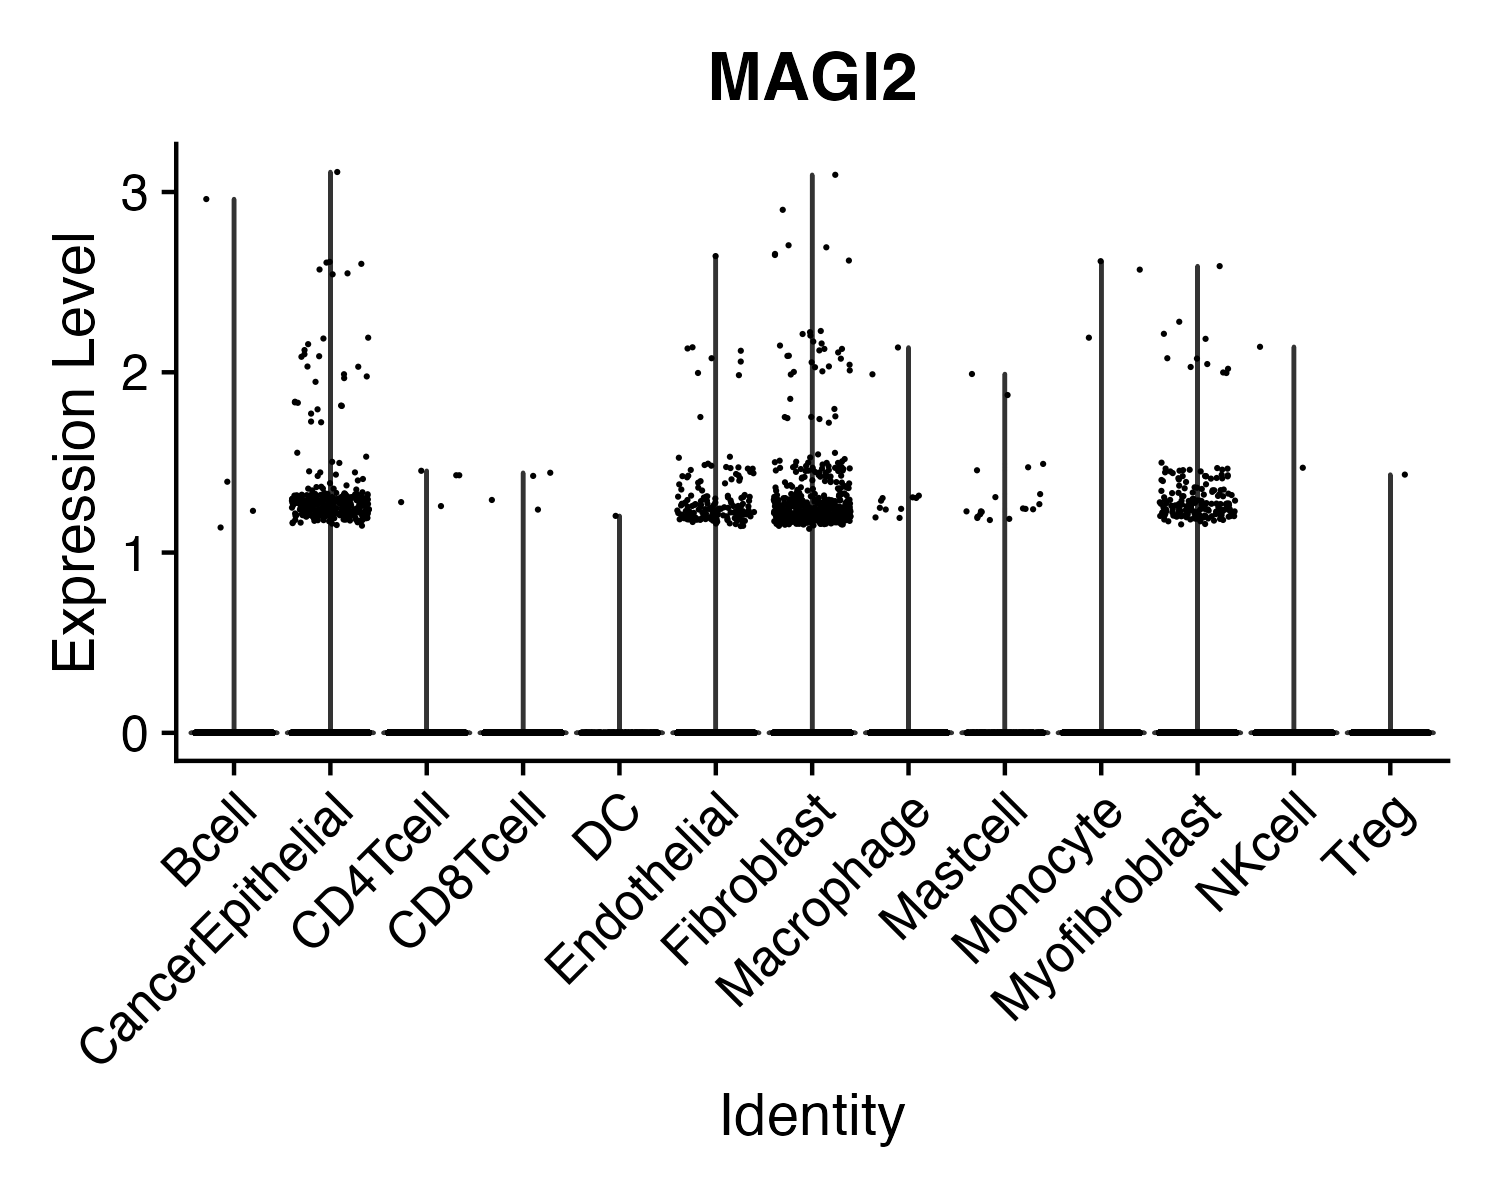 MAGI2
Expression Level
3
2
1
0
Bcell
CancerEpithelial
CD4Tcell
CD8Tcell
DC
Endothelial
Fibroblast
Macrophage
Mastcell
Monocyte
Myofibroblast
NKcell
Treg
Identity